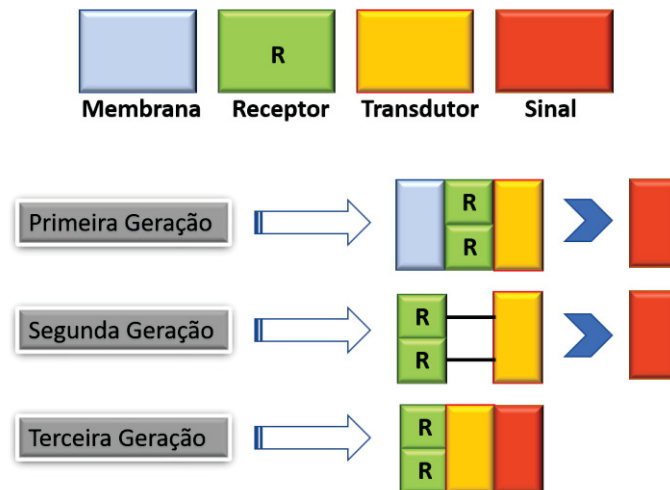 R
Membrana Receptor Transdutor Sinal
Primeira Geração
R
R
Segunda Geração
R
R
Terceira Geração
R
R